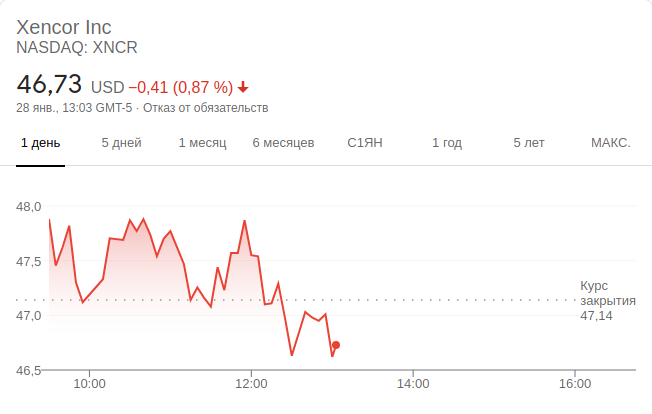 Xencor Inc
NASDAQ: XNCR
46,73 USD −0,41 (0,87 %)
28 янв., 13:03 GMT-5 · Отказ от обязательств
1 день 5 дней 1 месяц 6 месяцев С1ЯН 1 год 5 лет МАКС.
48,0
47,5
Курс
закрытия
47,0 47,14
46,5
10:00 12:00 14:00 16:00